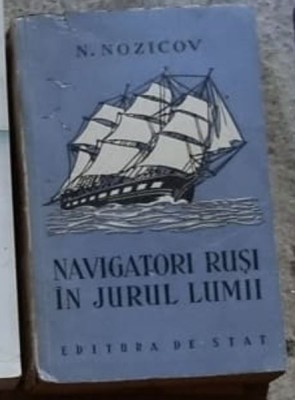 N. NOZICOV
NAVIGATORI RUȘI
ÎN JURUL LUMII
EDITURA DE STAT